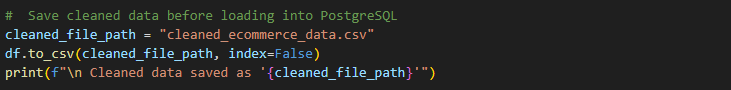 #  Save cleaned data before loading into PostgreSQL
cleaned_file_path = "cleaned_ecommerce_data.csv"
df.to_csv(cleaned_file_path, index=False)
print(f"\n Cleaned data saved as '{cleaned_file_path}'")